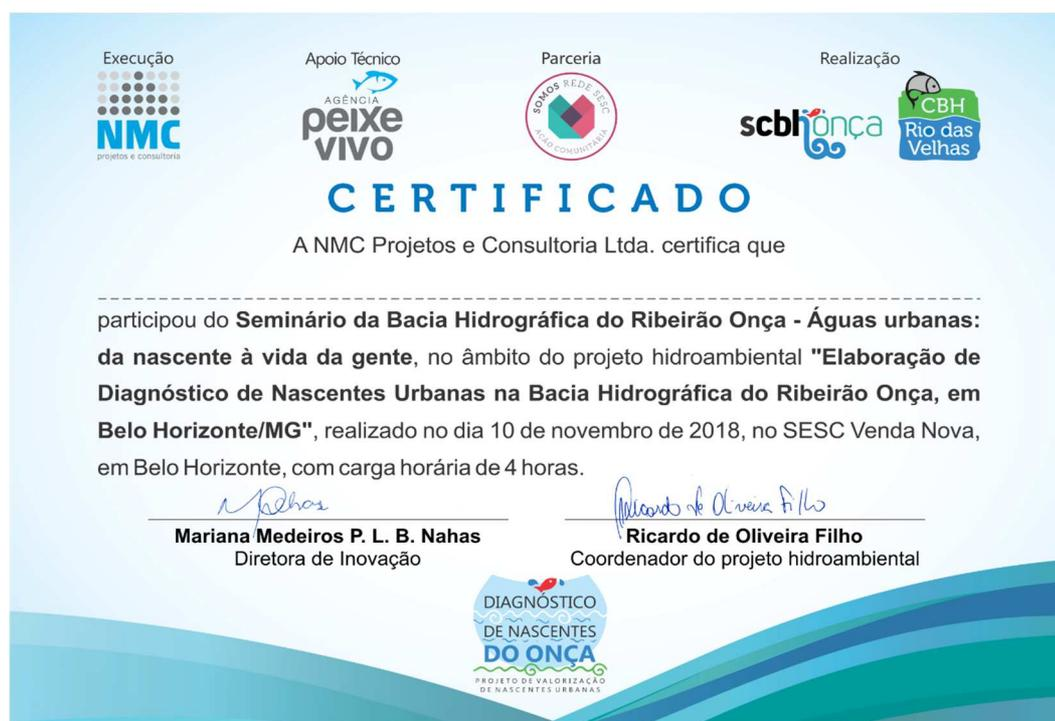 Execução
Apoio Técnico
Parceria
Realização
NMC
projetos e consultoria
AGÊNCIA
peixe
vivo
SOMOS REDE SESC
AÇÃO COMUNITÁRIA
scbh onça
CBH
Rio das
Velhas
CERTIFICADO
A NMC Projetos e Consultoria Ltda. certifica que
participou do Seminário da Bacia Hidrográfica do Ribeirão Onça - Águas urbanas:
da nascente à vida da gente, no âmbito do projeto hidroambiental "Elaboração de
Diagnóstico de Nascentes Urbanas na Bacia Hidrográfica do Ribeirão Onça, em
Belo Horizonte/MG", realizado no dia 10 de novembro de 2018, no SESC Venda Nova,
em Belo Horizonte, com carga horária de 4 horas.
Ricardo de Oliveira Filho
Mariana Medeiros P. L. B. Nahas
Diretora de Inovação
Ricardo de Oliveira Filho
Coordenador do projeto hidroambiental
DIAGNÓSTICO
DE NASCENTES
DO ONÇA
PROJETO DE VALORIZAÇÃO
DE NASCENTES URBANAS